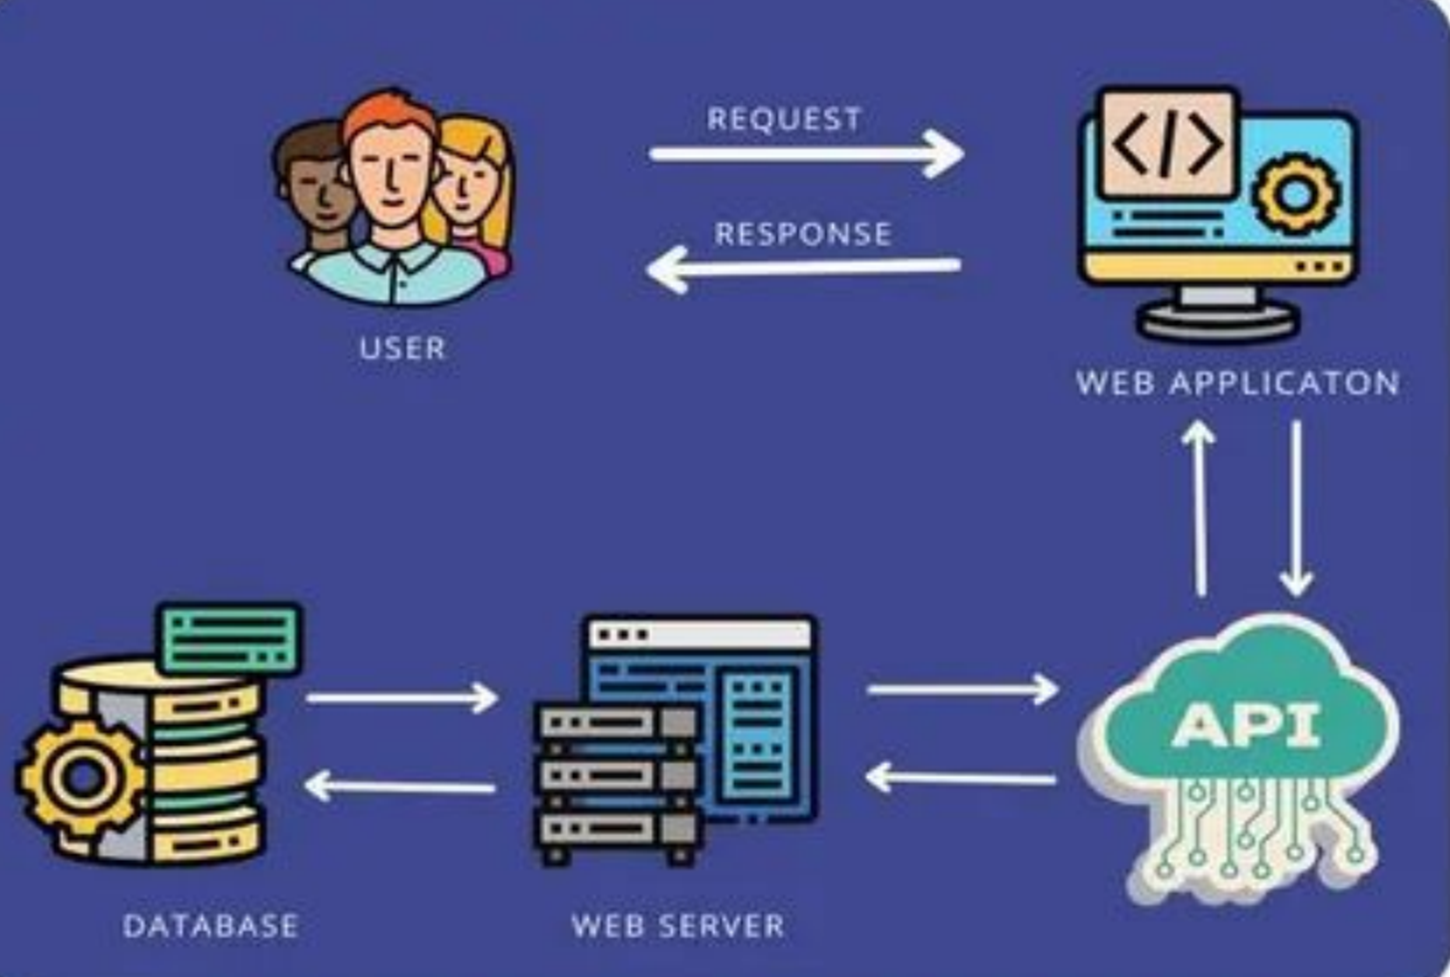 REQUEST
RESPONSE
USER
WEB APPLICATON
API
DATABASE
WEB SERVER